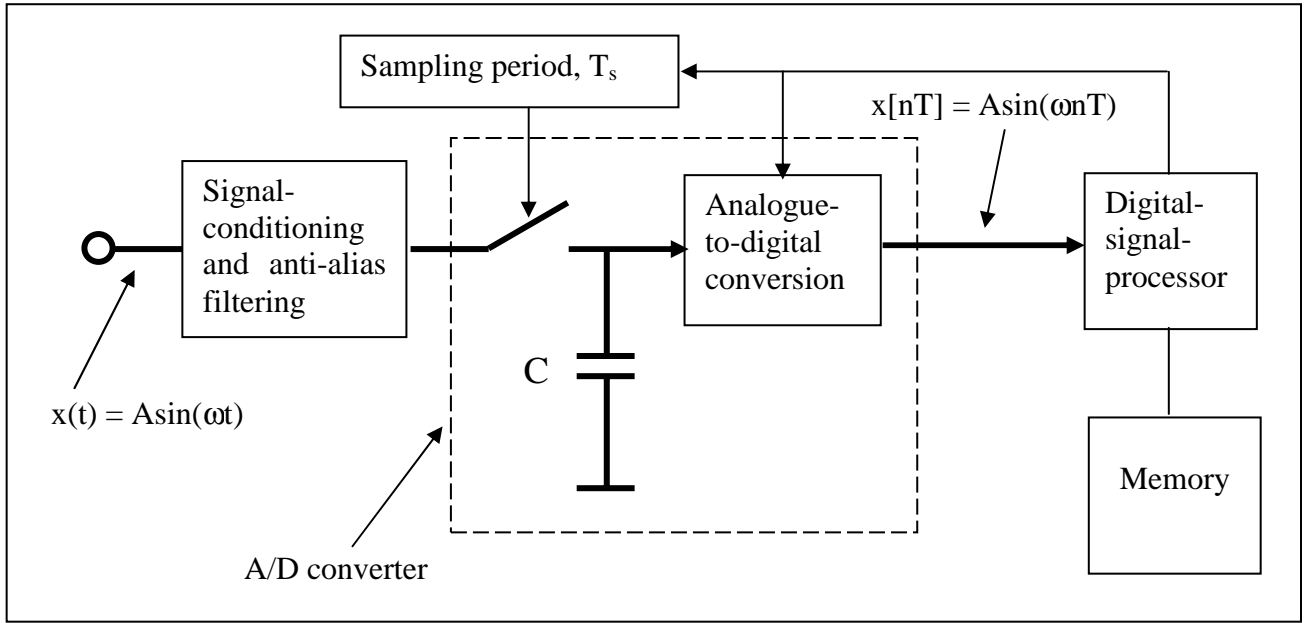 Sampling period, Tₛ
x[nT] = Asin(ωnT)
Signal-
conditioning
and anti-alias
filtering
Analogue-
to-digital
conversion
Digital-
signal-
processor
C
x(t) = Asin(ωt)
Memory
A/D converter